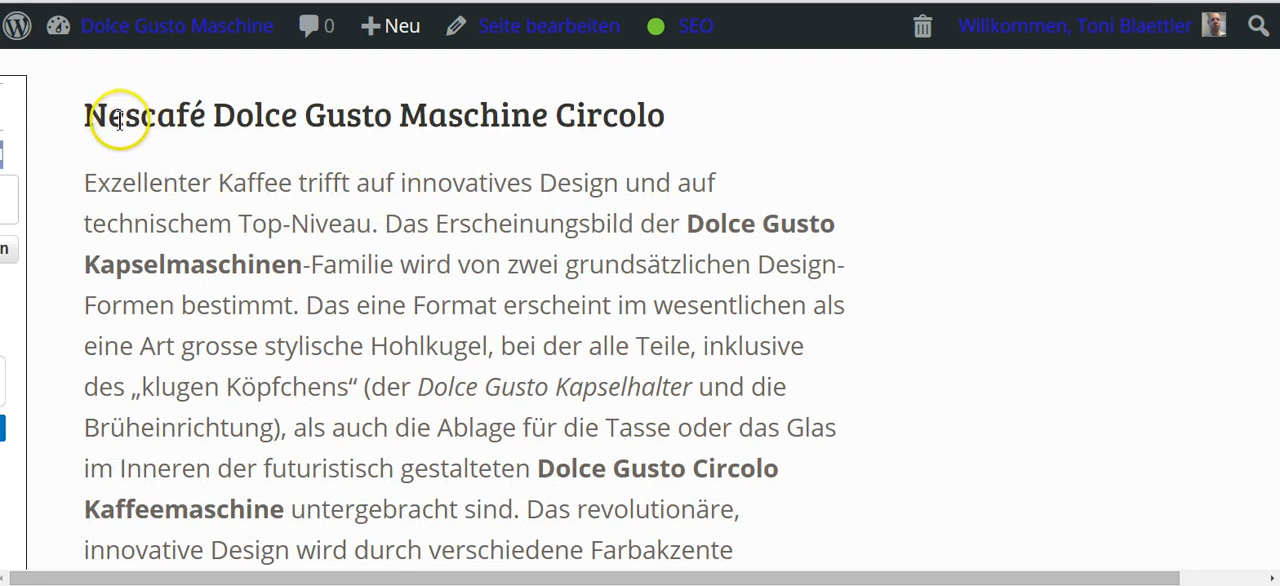 Dolce Gusto Maschine 0 Neu Seite bearbeiten SEO Willkommen, Toni Blaettler
Nescafé Dolce Gusto Maschine Circolo
Exzellenter Kaffee trifft auf innovatives Design und auf
technischem Top-Niveau. Das Erscheinungsbild der Dolce Gusto
Kapselmaschinen-Familie wird von zwei grundsätzlichen Design-
Formen bestimmt. Das eine Format erscheint im wesentlichen als
eine Art grosse stylische Hohlkugel, bei der alle Teile, inklusive
des „klugen Köpfchens“ (der Dolce Gusto Kapselhalter und die
Brüheinrichtung), als auch die Ablage für die Tasse oder das Glas
im Inneren der futuristisch gestalteten Dolce Gusto Circolo
Kaffeemaschine untergebracht sind. Das revolutionäre,
innovative Design wird durch verschiedene Farbakzente
n